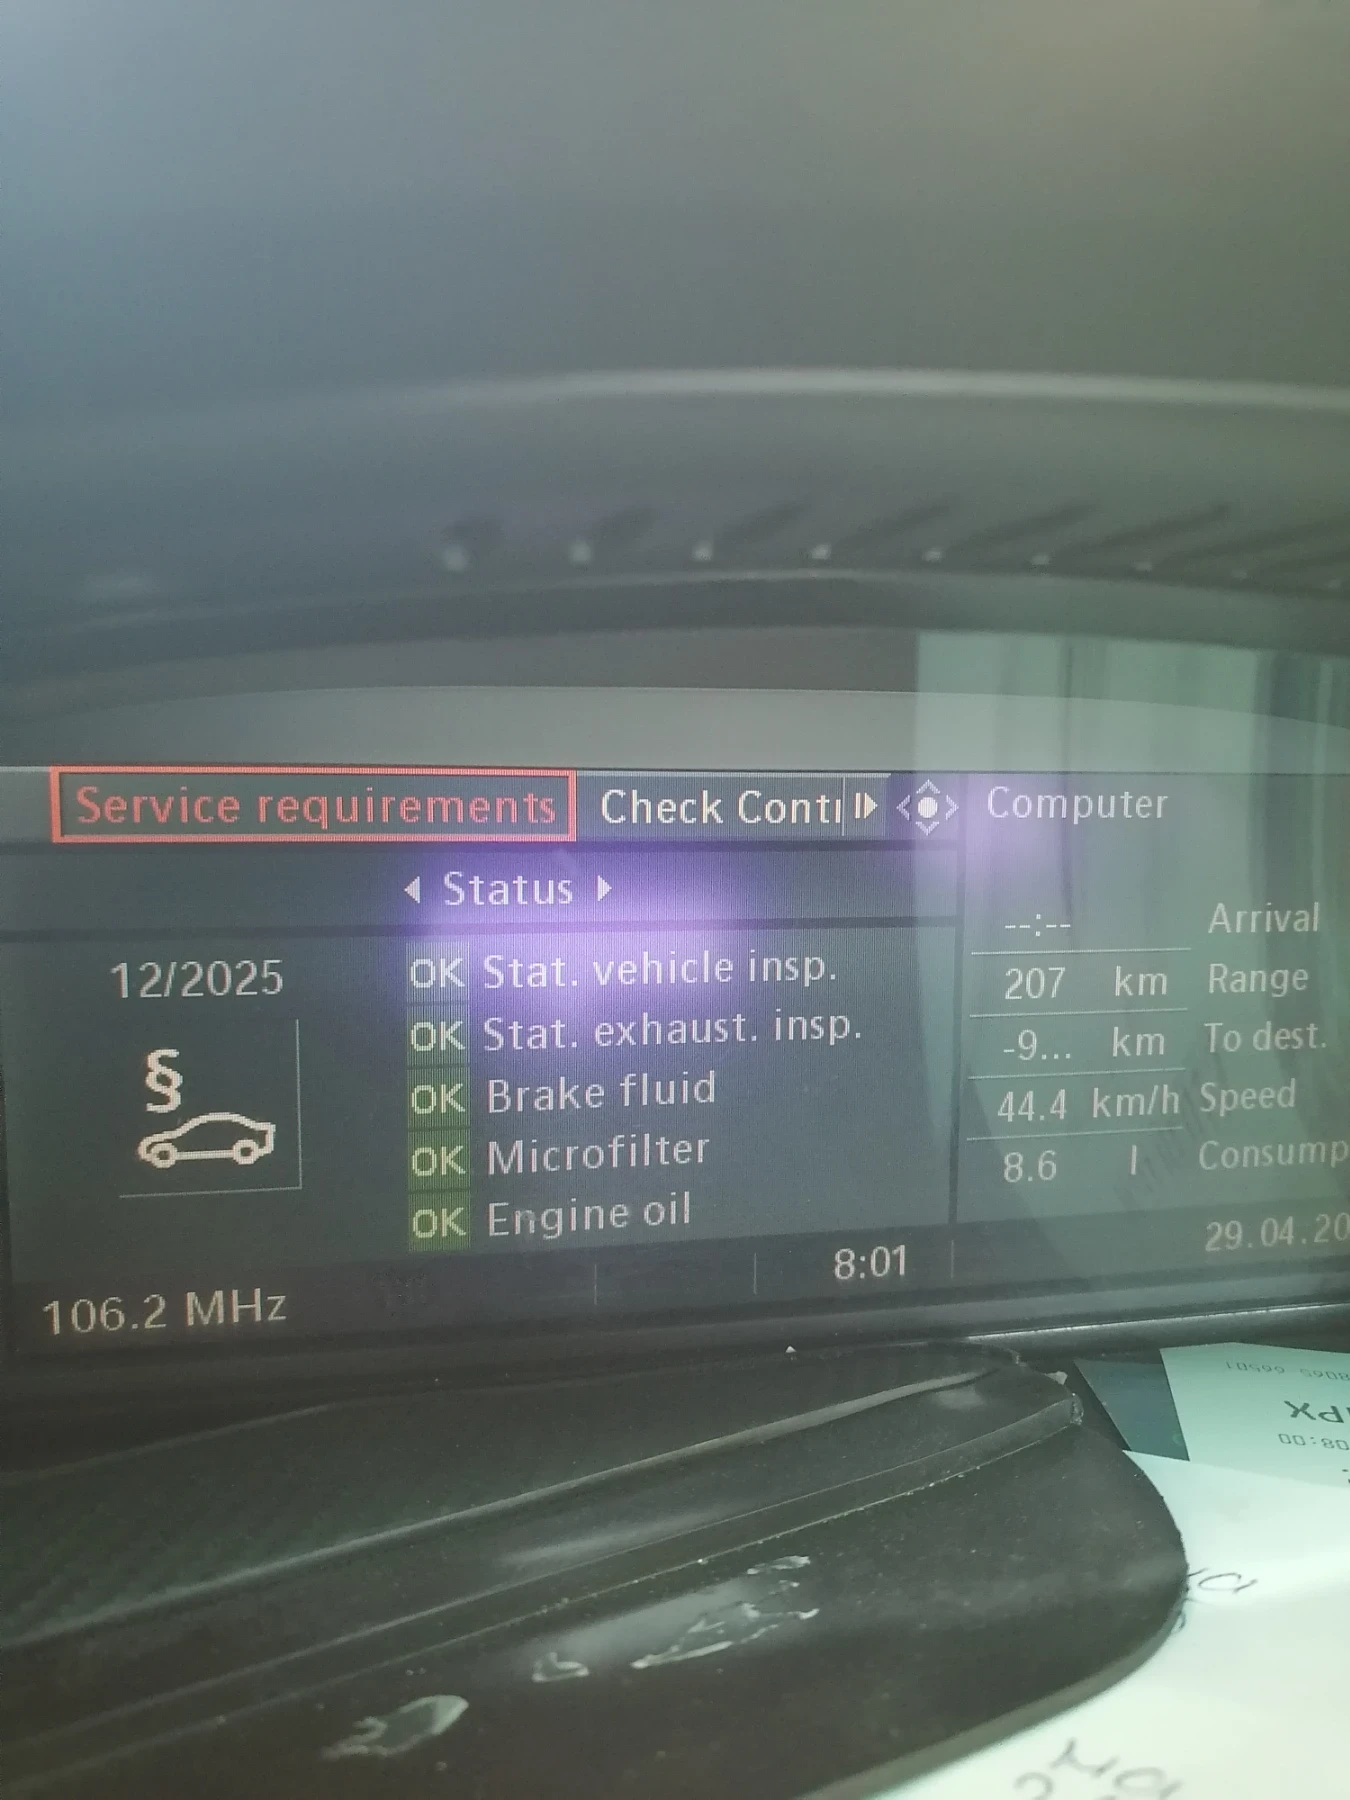 Service requirements
Check Conti
Computer
Status
12/2025
§
OK Stat. vehicle insp.
OK Stat. exhaust. insp.
OK Brake fluid
OK Microfilter
OK Engine oil
--:-- Arrival
207 km Range
-9... km To dest.
44.4 km/h Speed
8.6 l Consump
106.2 MHz
8:01
29.04.20